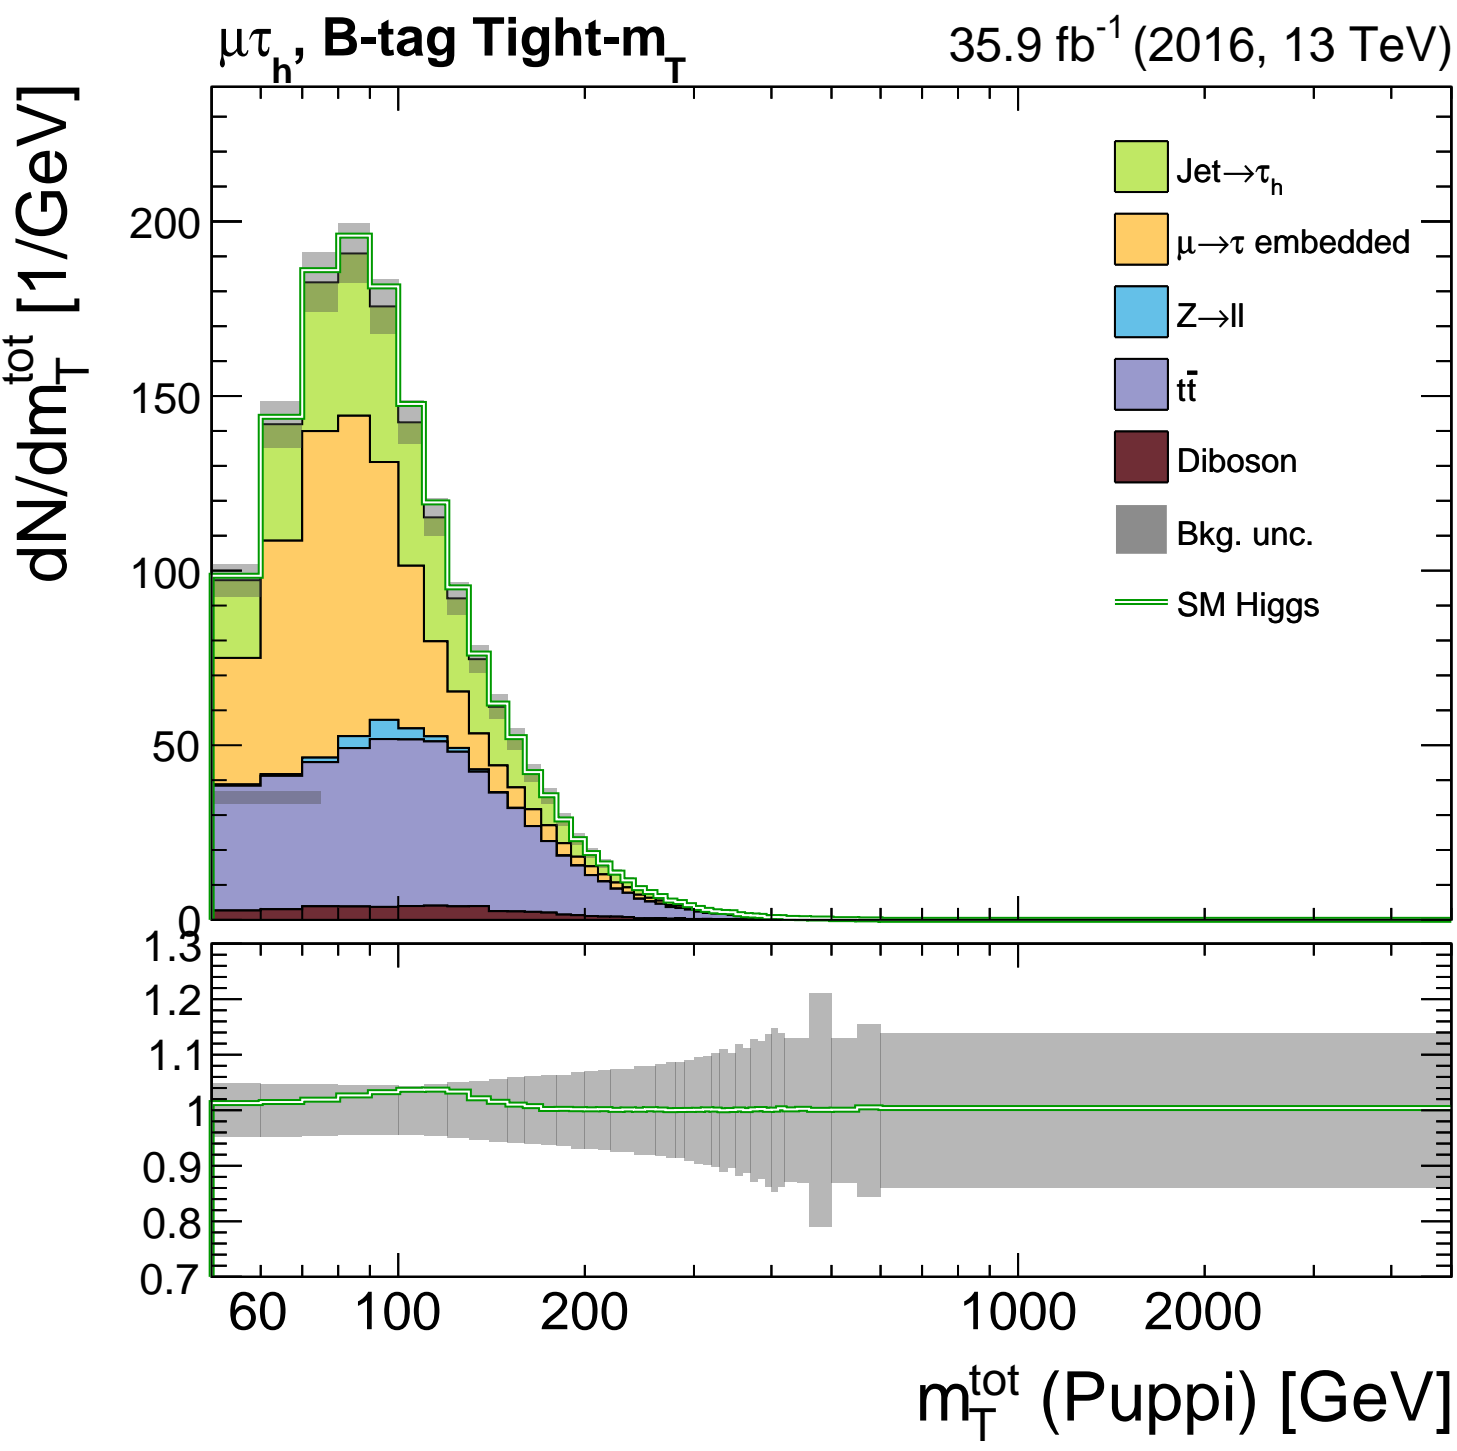 μτh, B-tag Tight-mT
35.9 fb-1 (2016, 13 TeV)
dN/dmTtot [1/GeV]
200
150
100
50
0
Jet→τh
μ→τ embedded
Z→ll
tt̄
Diboson
Bkg. unc.
SM Higgs
1.3
1.2
1.1
1
0.9
0.8
0.7
60 100 200 1000 2000
mTtot (Puppi) [GeV]